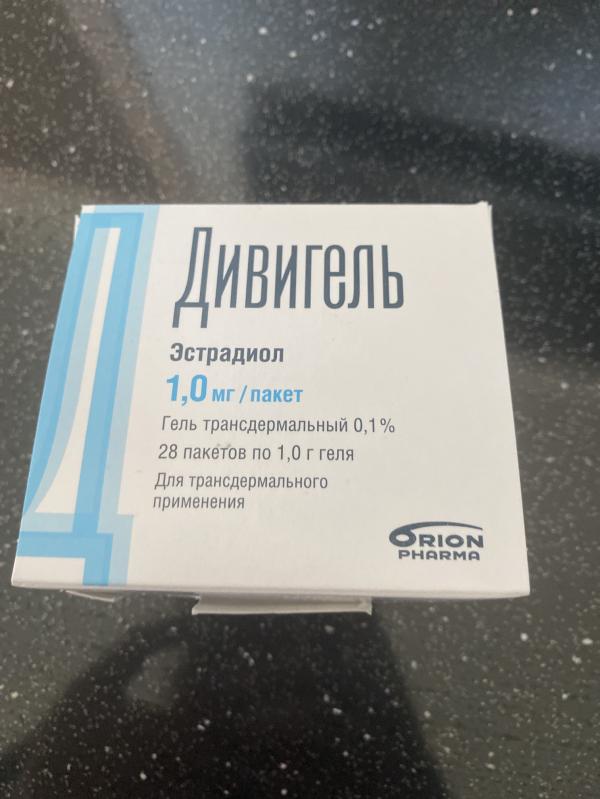 Дивигель
Эстрадиол
1,0 мг / пакет
Гель трансдермальный 0,1%
28 пакетов по 1,0 г геля
Для трансдермального
применения
ORION
PHARMA